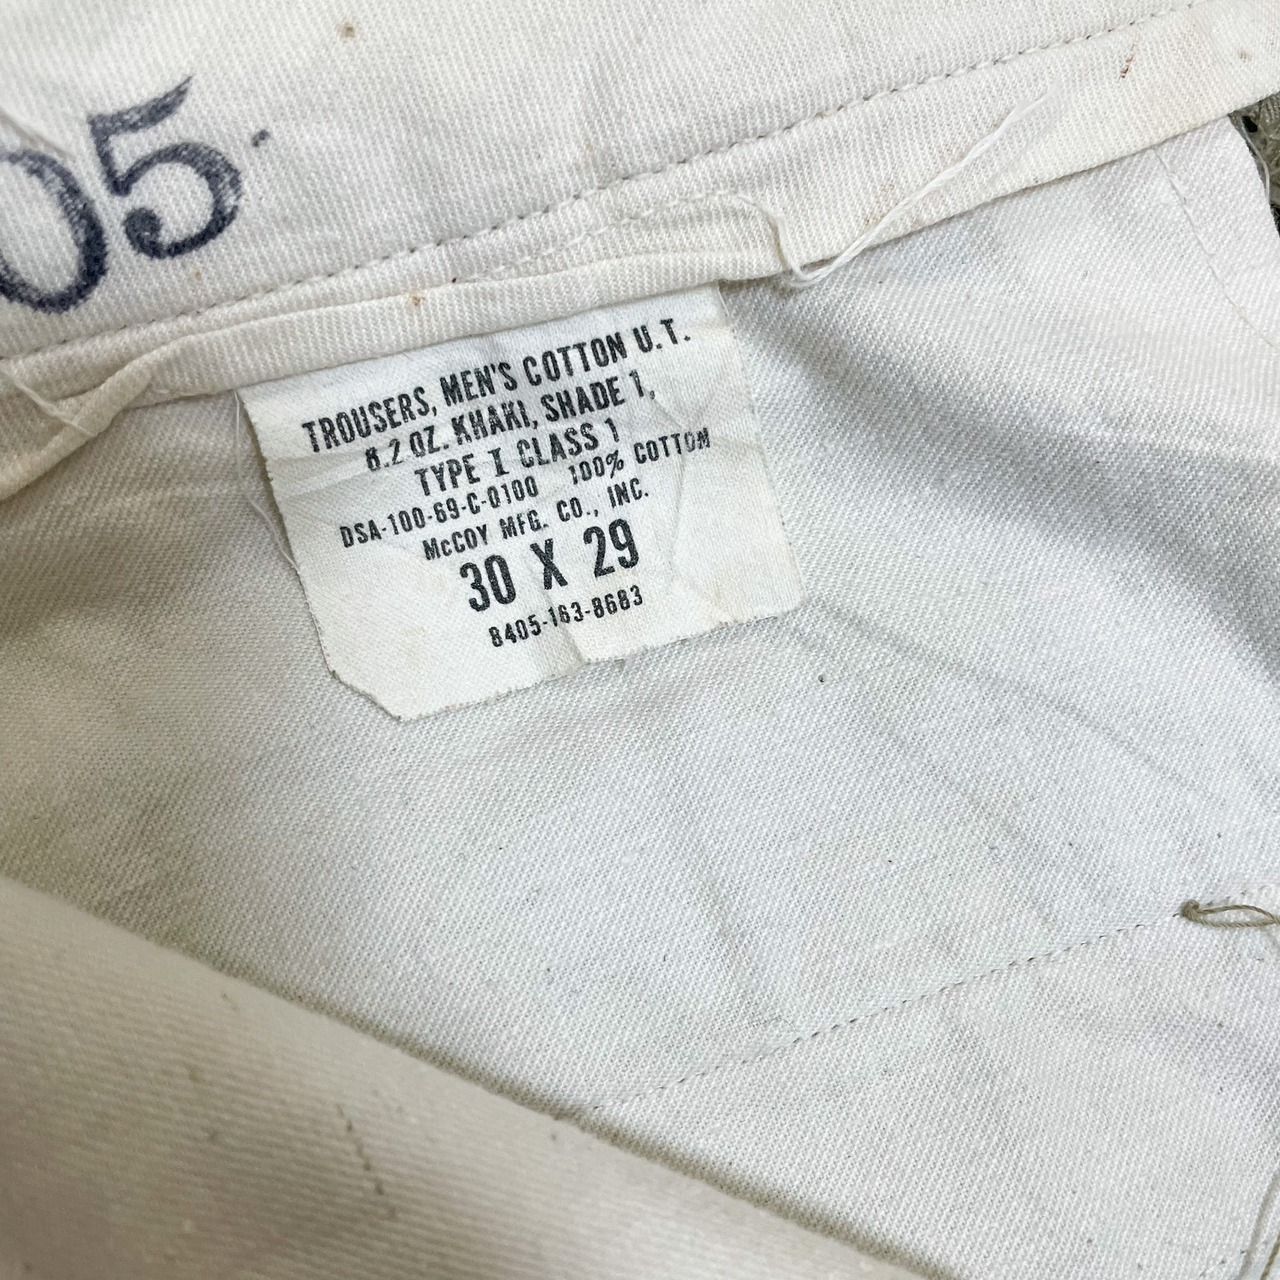 05.
TROUSERS, MEN'S COTTON U.T.
8.2 OZ. KHAKI, SHADE 1,
TYPE I CLASS 1
DSA-100-69-C-0100 100% COTTON
McCOY MFG. CO., INC.
30 X 29
8405-163-8683